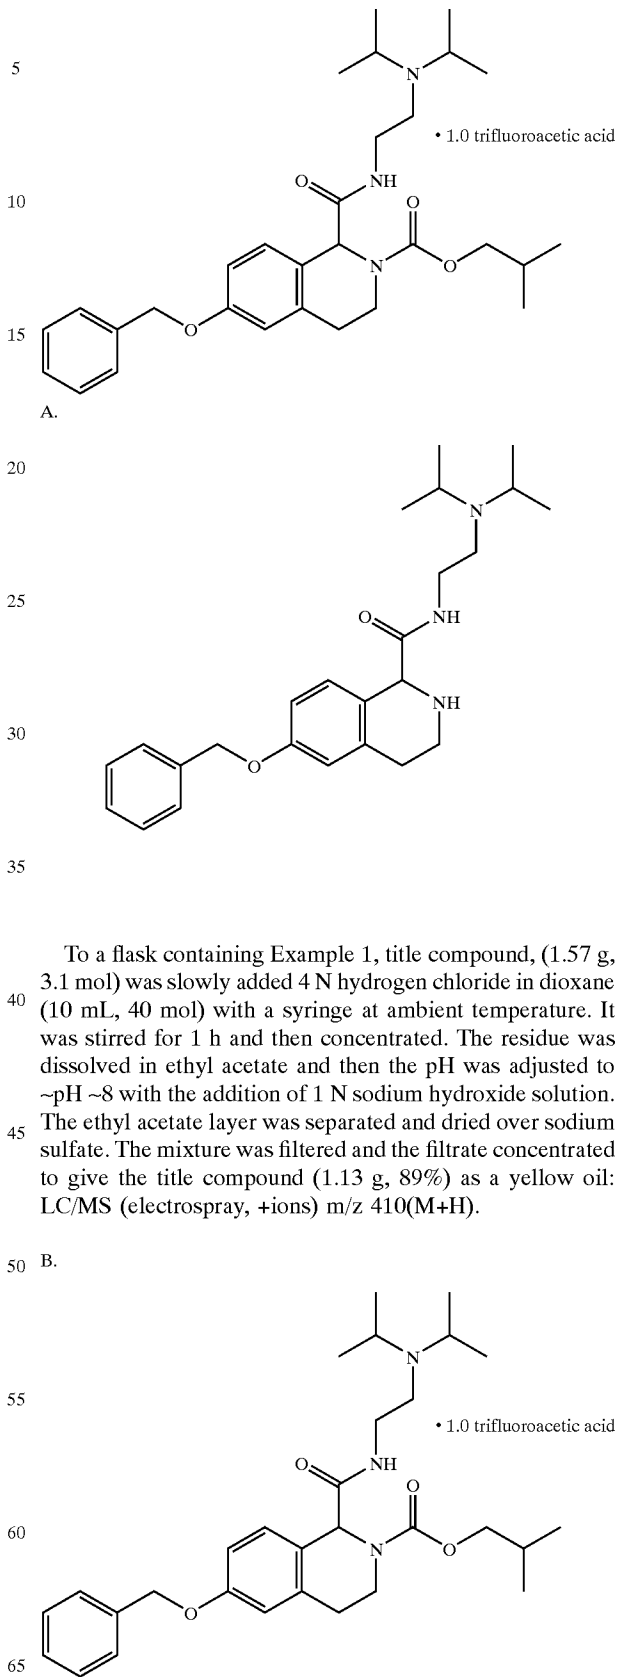 5
N
• 1.0 trifluoroacetic acid
10
O
NH
O
N
O
15
O
A.
20
N
25
O
NH
NH
30
O
35
To a flask containing Example 1, title compound, (1.57 g,
3.1 mol) was slowly added 4 N hydrogen chloride in dioxane
40
(10 mL, 40 mol) with a syringe at ambient temperature. It
was stirred for 1 h and then concentrated. The residue was
dissolved in ethyl acetate and then the pH was adjusted to
~pH ~8 with the addition of 1 N sodium hydroxide solution.
The ethyl acetate layer was separated and dried over sodium
45
sulfate. The mixture was filtered and the filtrate concentrated
to give the title compound (1.13 g, 89%) as a yellow oil:
LC/MS (electrospray, +ions) m/z 410(M+H).
50
B.
N
55
• 1.0 trifluoroacetic acid
O
NH
O
60
N
O
O
65